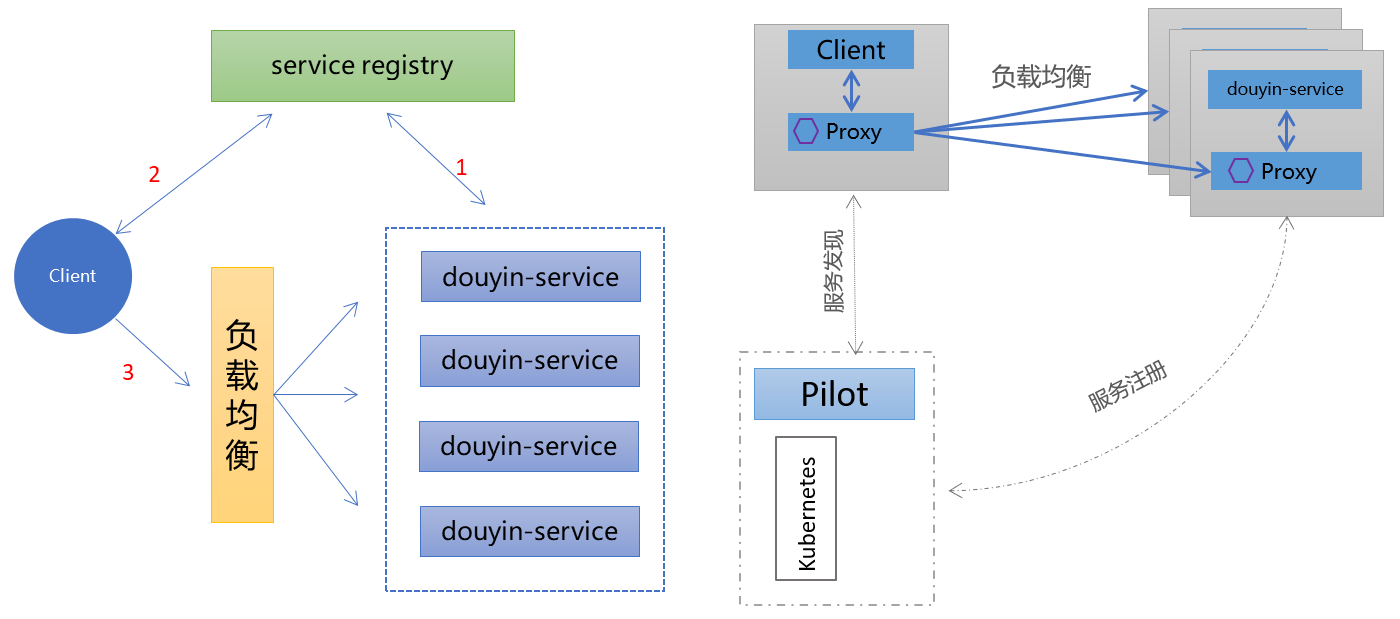 service registry
2
1
Client
3
负载均衡
douyin-service
douyin-service
douyin-service
douyin-service
Client
Proxy
负载均衡
douyin-service
Proxy
服务发现
服务注册
Pilot
Kubernetes